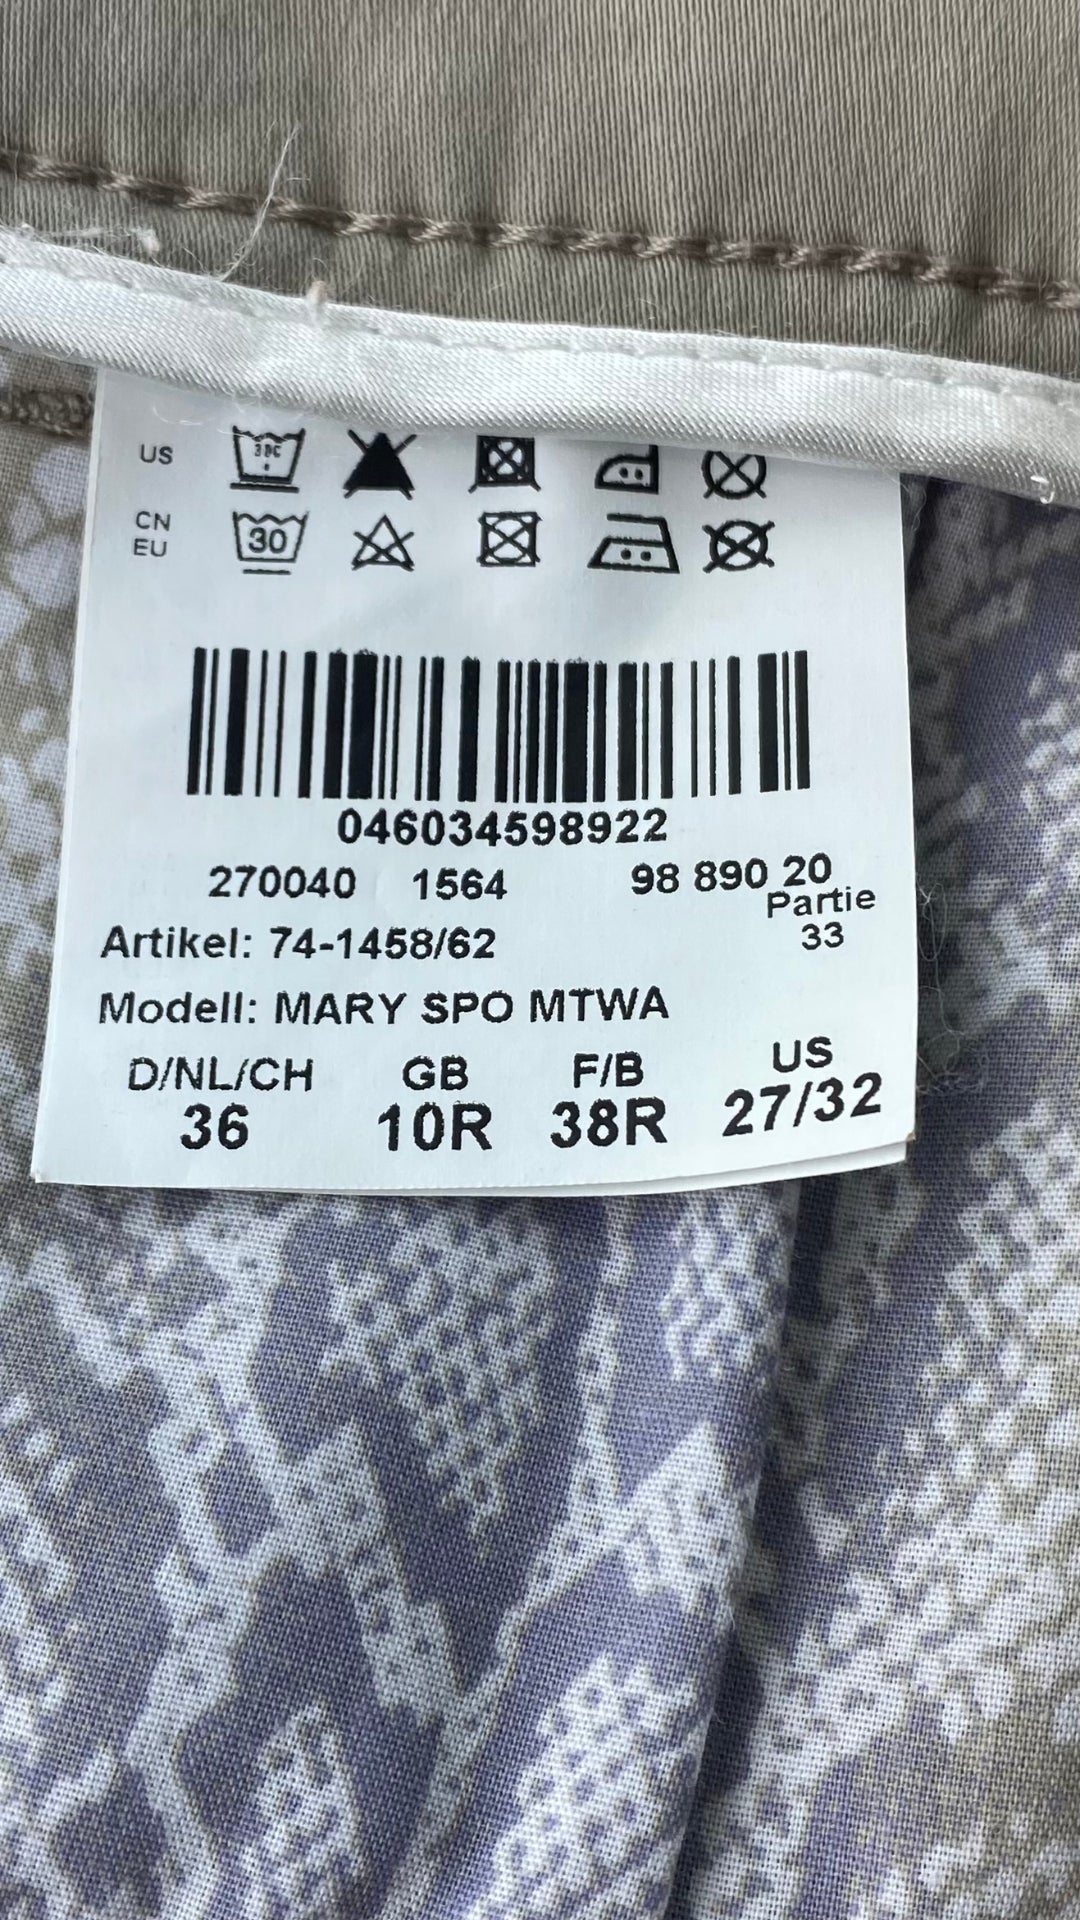 US 30C
CN
EU 30
046034598922
270040 1564 98 890 20
Partie
33
Artikel: 74-1458/62
Modell: MARY SPO MTWA
D/NL/CH GB F/B US
36 10R 38R 27/32